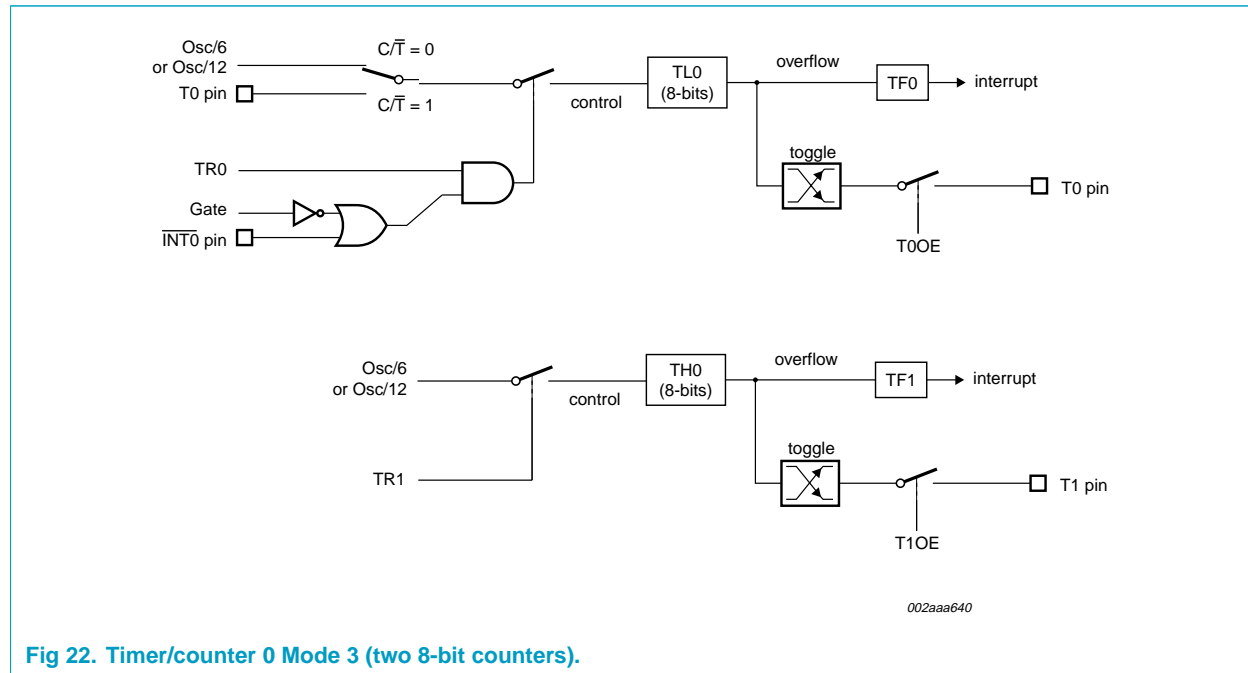 Osc/6
or Osc/12
C/T̅ = 0
T0 pin
C/T̅ = 1
control
TL0
(8-bits)
overflow
TF0
interrupt
TR0
toggle
T0 pin
Gate
I̅N̅T̅0̅ pin
T0OE
Osc/6
or Osc/12
control
TH0
(8-bits)
overflow
TF1
interrupt
toggle
TR1
T1 pin
T1OE
002aaa640
Fig 22. Timer/counter 0 Mode 3 (two 8-bit counters).